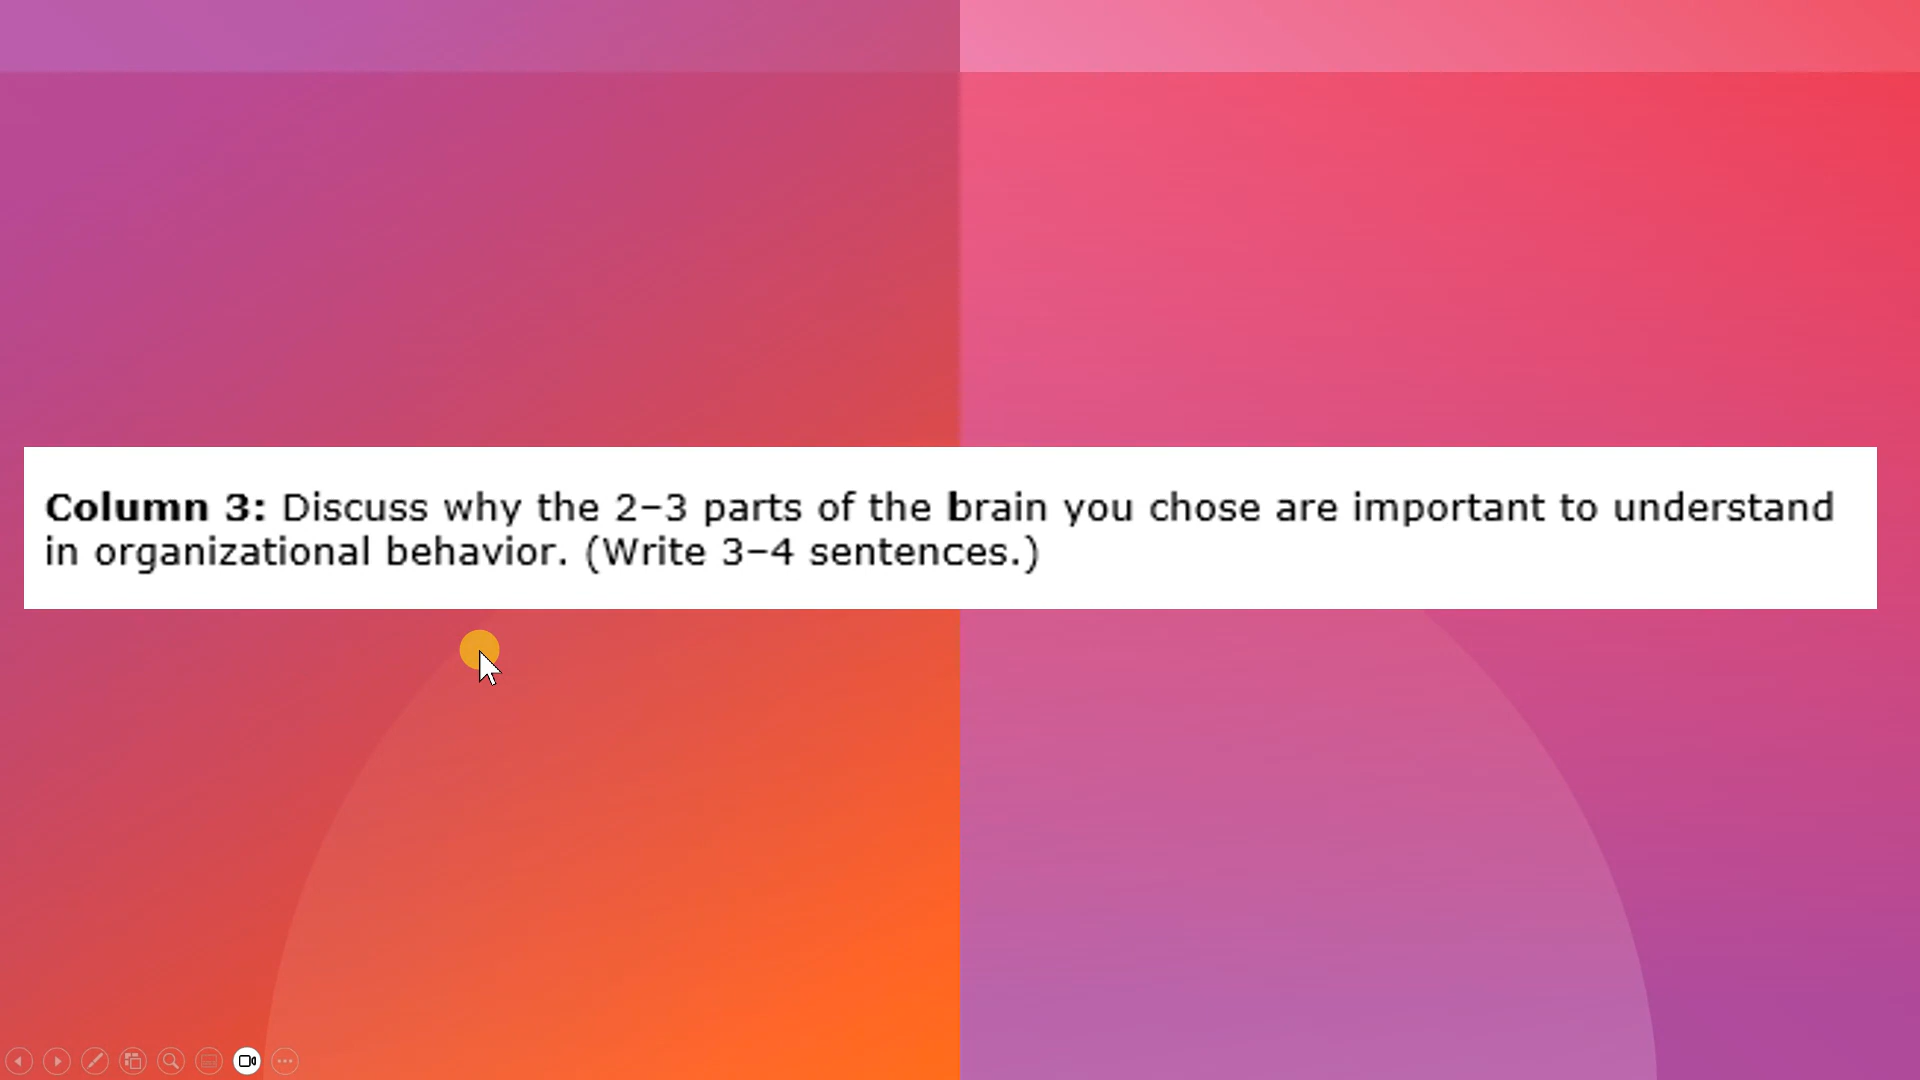 Column 3: Discuss why the 2–3 parts of the brain you chose are important to understand
in organizational behavior. (Write 3–4 sentences.)